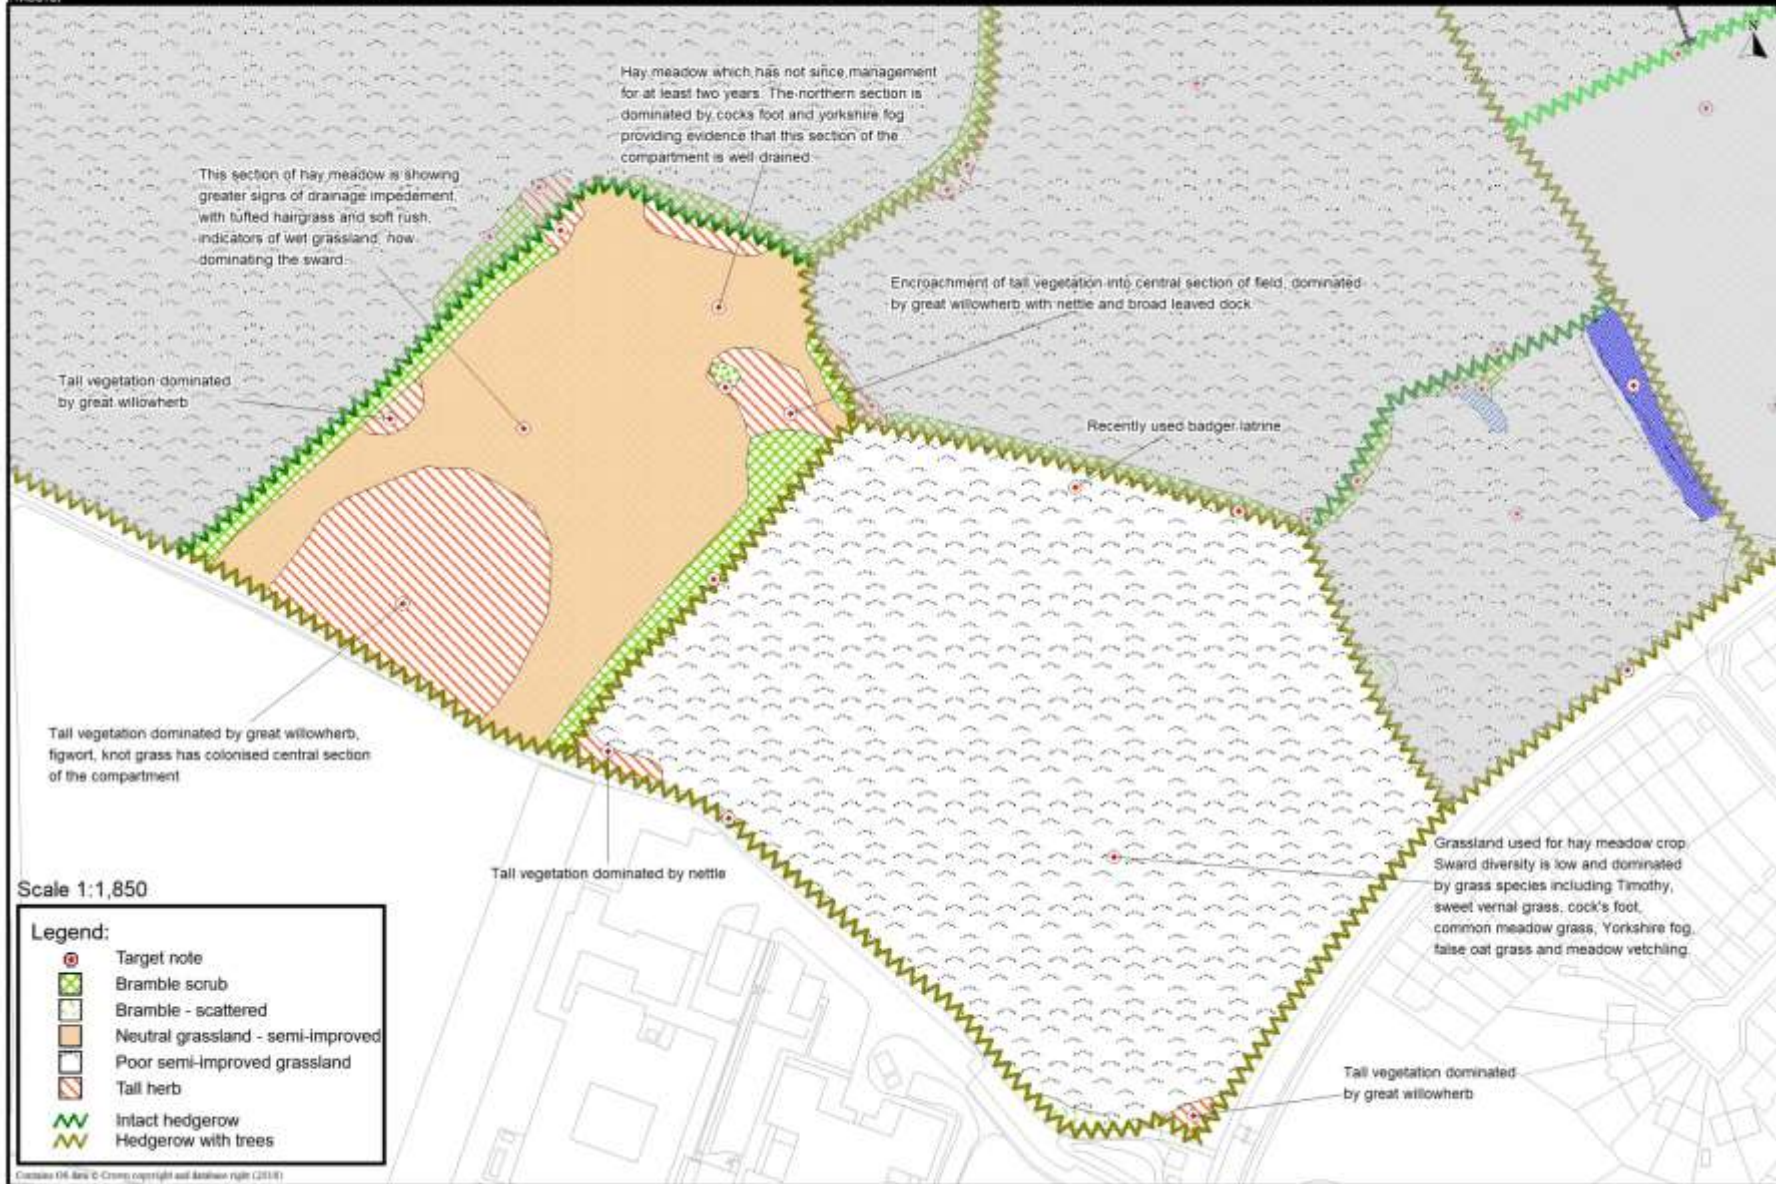 N
Hay meadow which has not since management
for at least two years. The northern section is
dominated by cocks foot and yorkshire fog
providing evidence that this section of the
compartment is well drained.
This section of hay meadow is showing
greater signs of drainage impedement
with tufted hairgrass and soft rush,
indicators of wet grassland, now
dominating the sward.
Encroachment of tall vegetation into central section of field, dominated
by great willowherb with nettle and broad leaved dock
Tall vegetation dominated
by great willowherb
Recently used badger latrine
Tall vegetation dominated by great willowherb,
figwort, knot grass has colonised central section
of the compartment
Tall vegetation dominated by nettle
Grassland used for hay meadow crop.
Sward diversity is low and dominated
by grass species including Timothy,
sweet vernal grass, cock's foot,
common meadow grass, Yorkshire fog,
false oat grass and meadow vetchling.
Tall vegetation dominated
by great willowherb
Scale 1:1,850
Legend:
Target note
Bramble scrub
Bramble - scattered
Neutral grassland - semi-improved
Poor semi-improved grassland
Tall herb
Intact hedgerow
Hedgerow with trees
Contains OS data © Crown copyright and database right (2018)